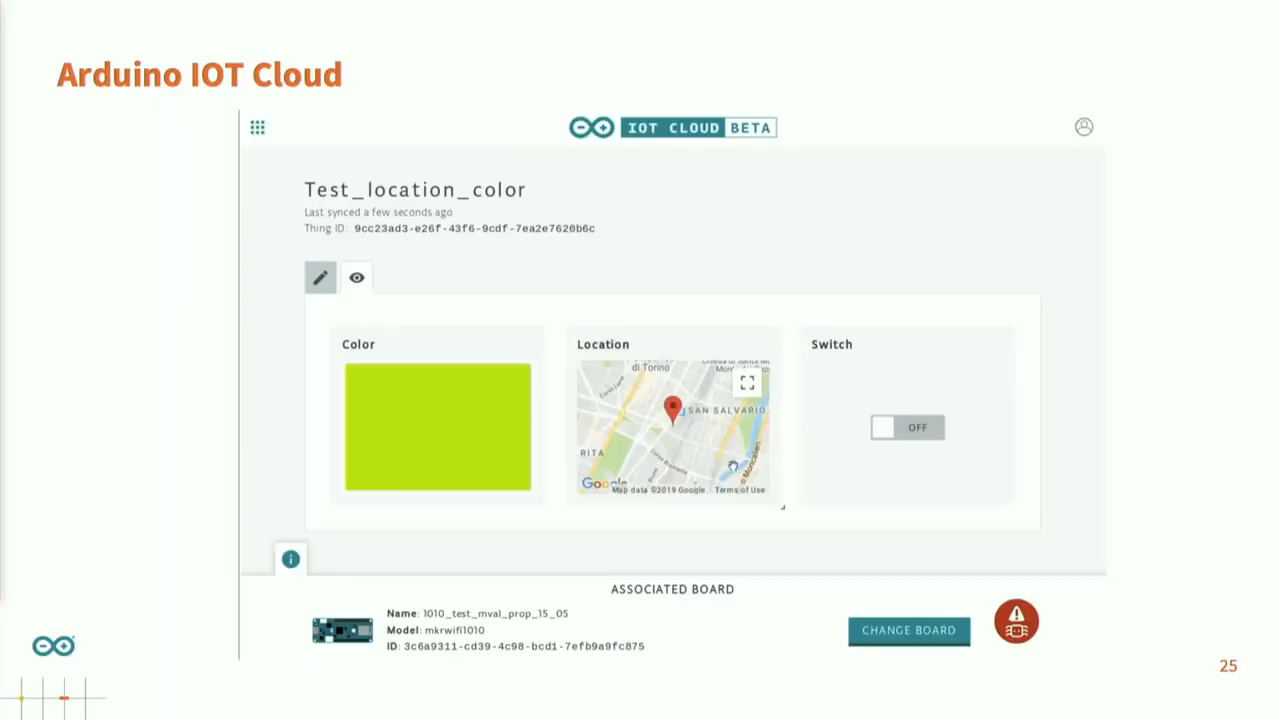 Arduino IOT Cloud
IOT CLOUD BETA
Test_location_color
Last synced a few seconds ago
Thing ID: 9cc23ad3-e26f-43f6-9cdf-7ea2e7620b6c
Color
Location
Switch
di Torino
SAN SALVARIO
RITA
Corso Bramante
Google
Map data ©2019 Google
Terms of Use
OFF
ASSOCIATED BOARD
Name: 1010_test_mval_prop_15_05
Model: mkrwifi1010
ID: 3c6a9311-cd39-4c98-bcd1-7efb9a9fc875
CHANGE BOARD
25